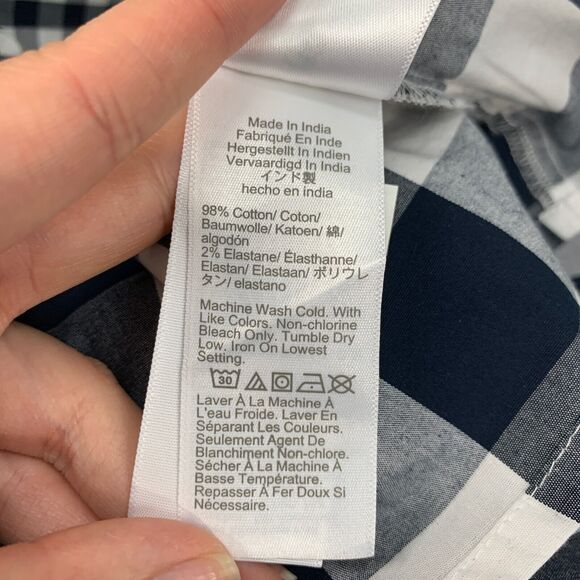 Made In India
Fabriqué En Inde
Hergestellt In Indien
Vervaardigd In India
インド製
hecho en india
98% Cotton/ Coton/
Baumwolle/ Katoen/ 綿/
algodón
2% Elastane/ Élasthanne/
Elastan/ Elastaan/ ポリウレ
タン/ elastano
Machine Wash Cold. With
Like Colors. Non-chlorine
Bleach Only. Tumble Dry
Low. Iron On Lowest
Setting.
30
Laver À La Machine À
L'eau Froide. Laver En
Séparant Les Couleurs.
Seulement Agent De
Blanchiment Non-Chloré.
Sécher À La Machine À
Basse Température.
Repasser À Fer Doux Si
Nécessaire.